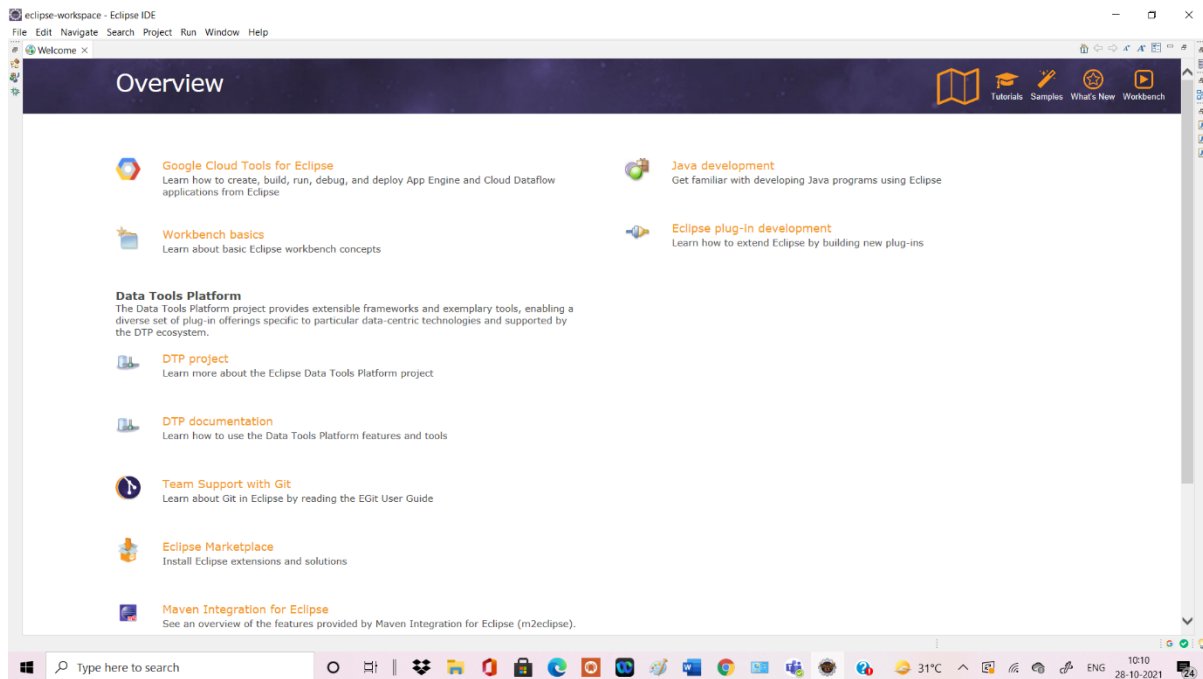 eclipse-workspace - Eclipse IDE
File Edit Navigate Search Project Run Window Help
Welcome
Overview
Tutorials Samples What's New Workbench
Google Cloud Tools for Eclipse
Learn how to create, build, run, debug, and deploy App Engine and Cloud Dataflow
applications from Eclipse
Java development
Get familiar with developing Java programs using Eclipse
Workbench basics
Learn about basic Eclipse workbench concepts
Eclipse plug-in development
Learn how to extend Eclipse by building new plug-ins
Data Tools Platform
The Data Tools Platform project provides extensible frameworks and exemplary tools, enabling a
diverse set of plug-in offerings specific to particular data-centric technologies and supported by
the DTP ecosystem.
DTP project
Learn more about the Eclipse Data Tools Platform project
DTP documentation
Learn how to use the Data Tools Platform features and tools
Team Support with Git
Learn about Git in Eclipse by reading the EGit User Guide
Eclipse Marketplace
Install Eclipse extensions and solutions
Maven Integration for Eclipse
See an overview of the features provided by Maven Integration for Eclipse (m2eclipse).
Type here to search
31°C
ENG
10:10
28-10-2021
24